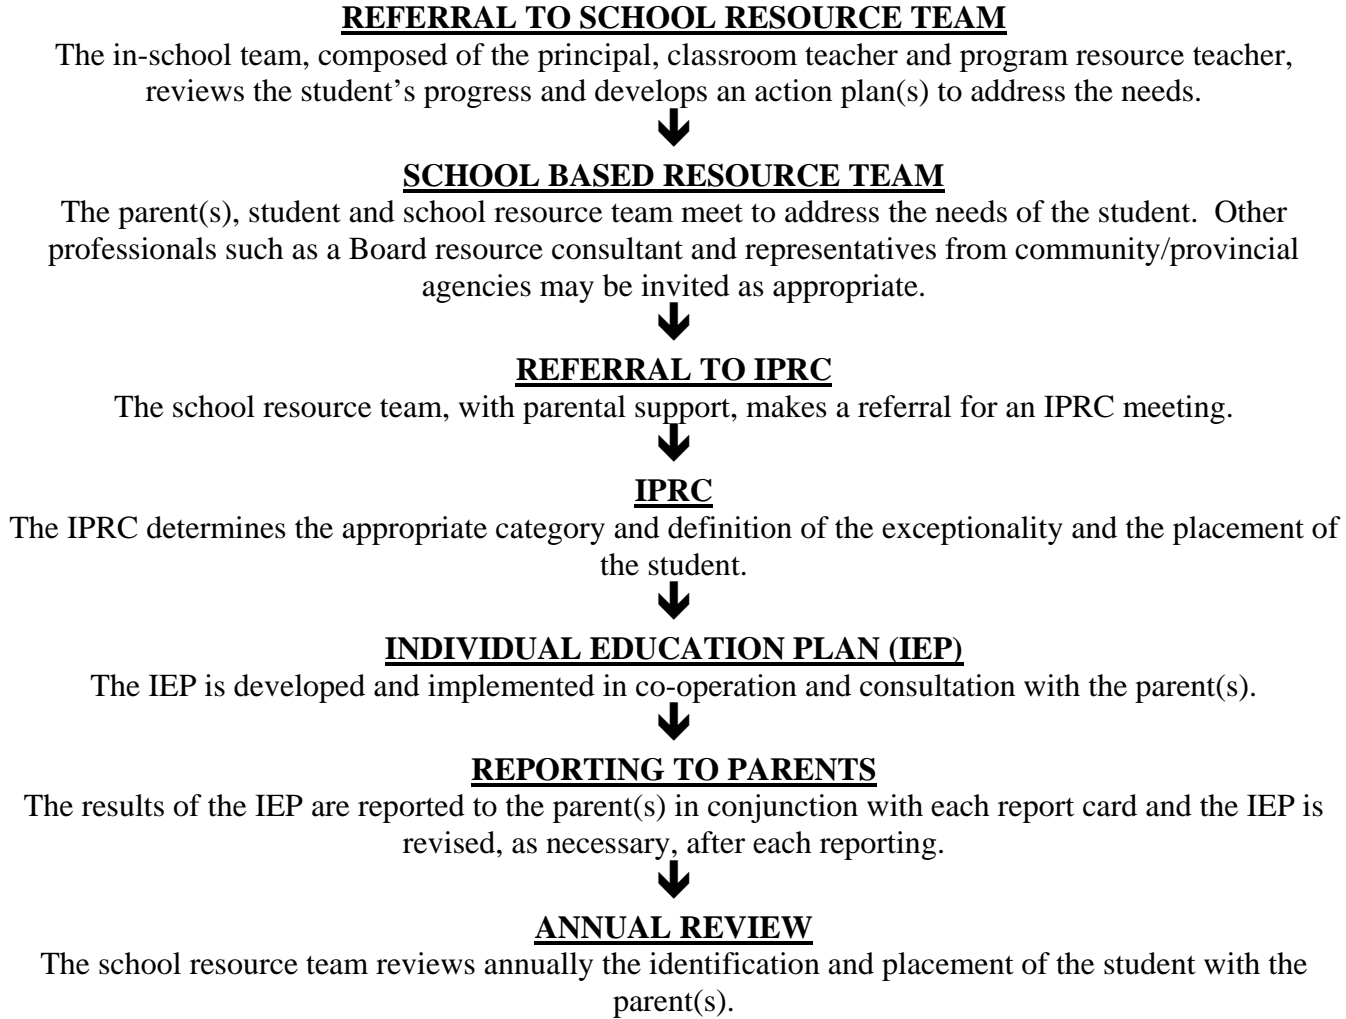 REFERRAL TO SCHOOL RESOURCE TEAM
The in-school team, composed of the principal, classroom teacher and program resource teacher,
reviews the student’s progress and develops an action plan(s) to address the needs.
SCHOOL BASED RESOURCE TEAM
The parent(s), student and school resource team meet to address the needs of the student.  Other
professionals such as a Board resource consultant and representatives from community/provincial
agencies may be invited as appropriate.
REFERRAL TO IPRC
The school resource team, with parental support, makes a referral for an IPRC meeting.
IPRC
The IPRC determines the appropriate category and definition of the exceptionality and the placement of
the student.
INDIVIDUAL EDUCATION PLAN (IEP)
The IEP is developed and implemented in co-operation and consultation with the parent(s).
REPORTING TO PARENTS
The results of the IEP are reported to the parent(s) in conjunction with each report card and the IEP is
revised, as necessary, after each reporting.
ANNUAL REVIEW
The school resource team reviews annually the identification and placement of the student with the
parent(s).